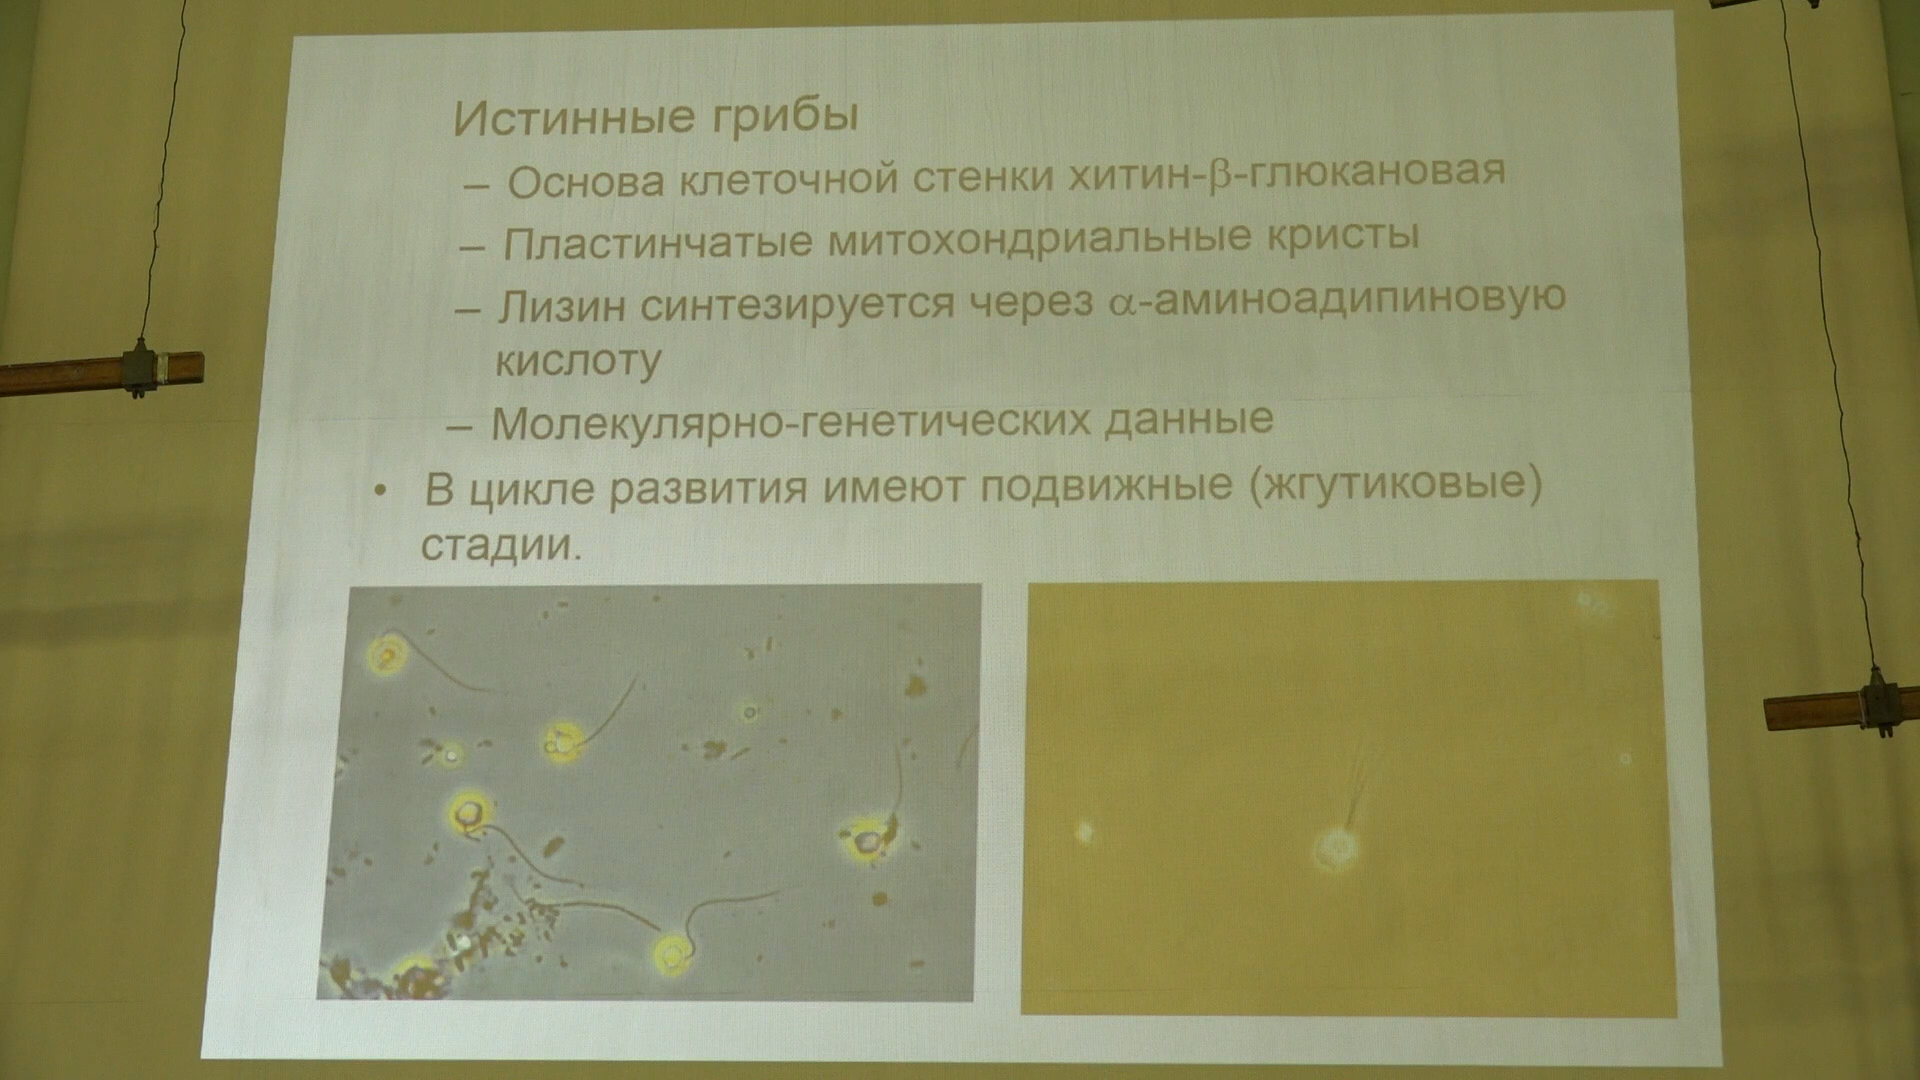 Истинные грибы
– Основа клеточной стенки хитин-β-глюкановая
– Пластинчатые митохондриальные кристы
– Лизин синтезируется через α-аминоадипиновую
кислоту
– Молекулярно-генетических данные
• В цикле развития имеют подвижные (жгутиковые)
стадии.